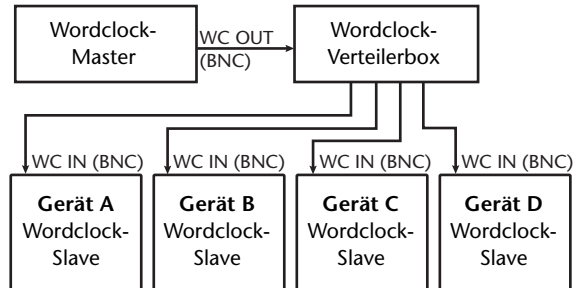 Wordclock-
Master
WC OUT
(BNC)
Wordclock-
Verteilerbox
WC IN (BNC)
WC IN (BNC)
WC IN (BNC)
WC IN (BNC)
Gerät A
Wordclock-
Slave
Gerät B
Wordclock-
Slave
Gerät C
Wordclock-
Slave
Gerät D
Wordclock-
Slave